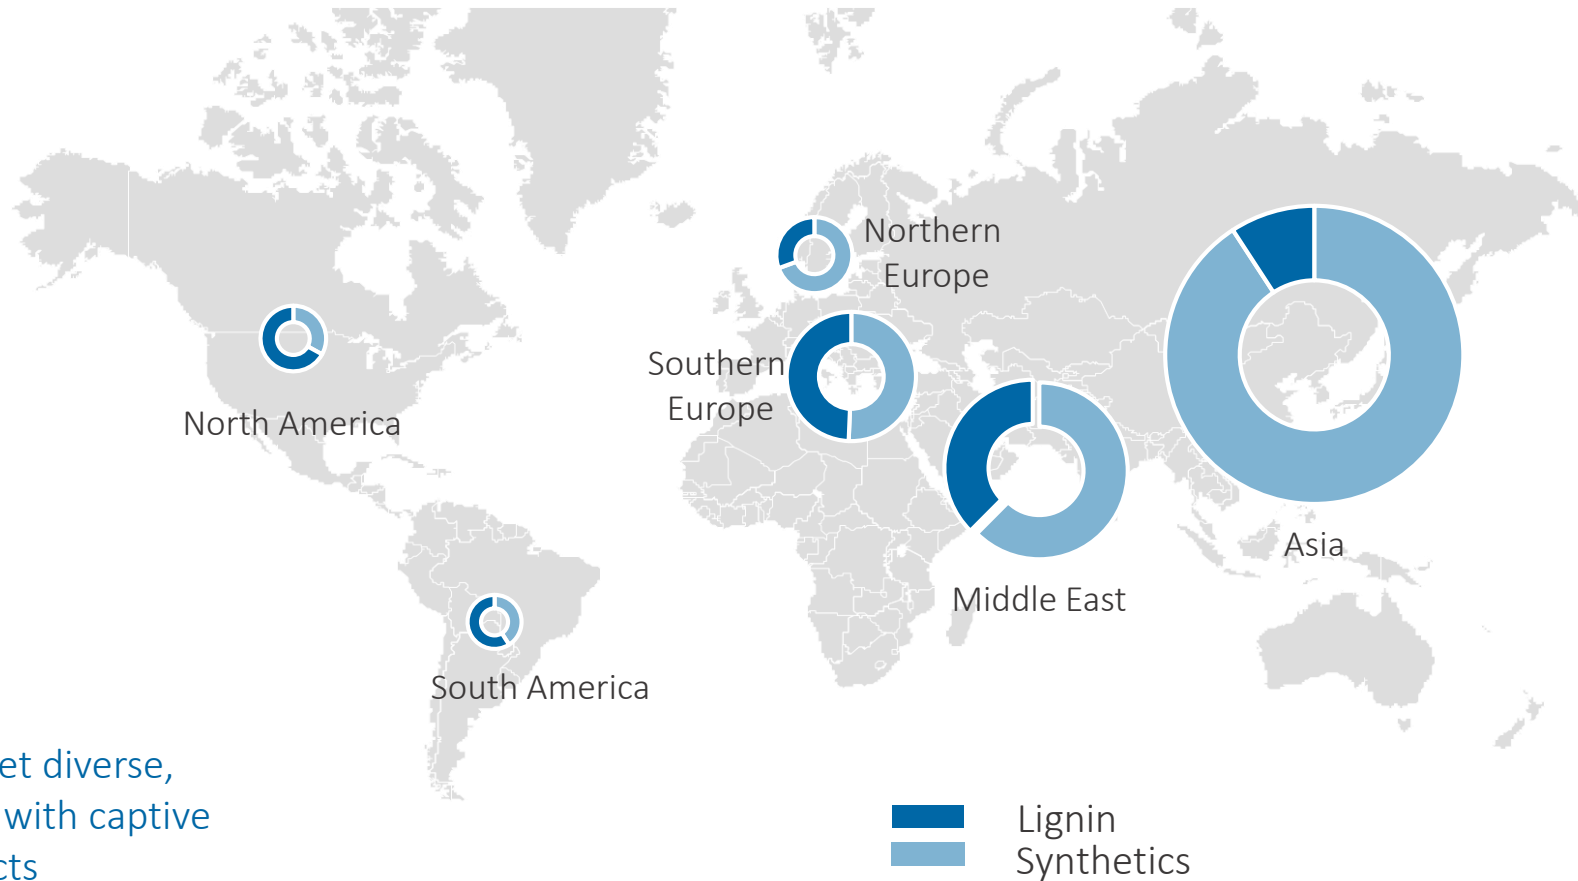 Northern
Europe
Southern
Europe
North America
Asia
Middle East
South America
et diverse,
with captive
cts
Lignin
Synthetics